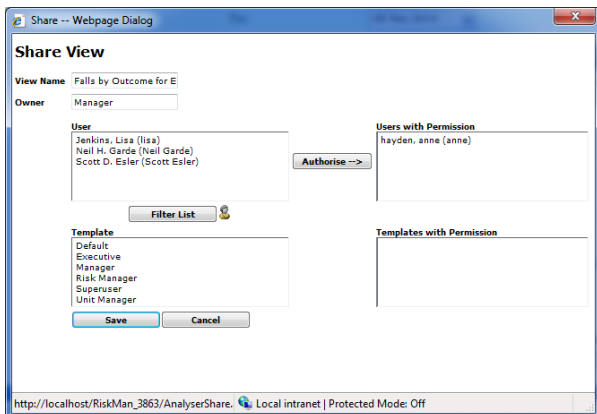 Share -- Webpage Dialog
Share View
View Name Falls by Outcome for E
Owner Manager
User Users with Permission
Jenkins, Lisa (lisa) hayden, anne (anne)
Neil H. Garde (Neil Garde)
Scott D. Esler (Scott Esler)
Authorise -->
Filter List
Template Templates with Permission
Default
Executive
Manager
Risk Manager
Superuser
Unit Manager
Save Cancel
http://localhost/RiskMan_3863/AnalyserShare. Local intranet | Protected Mode: Off